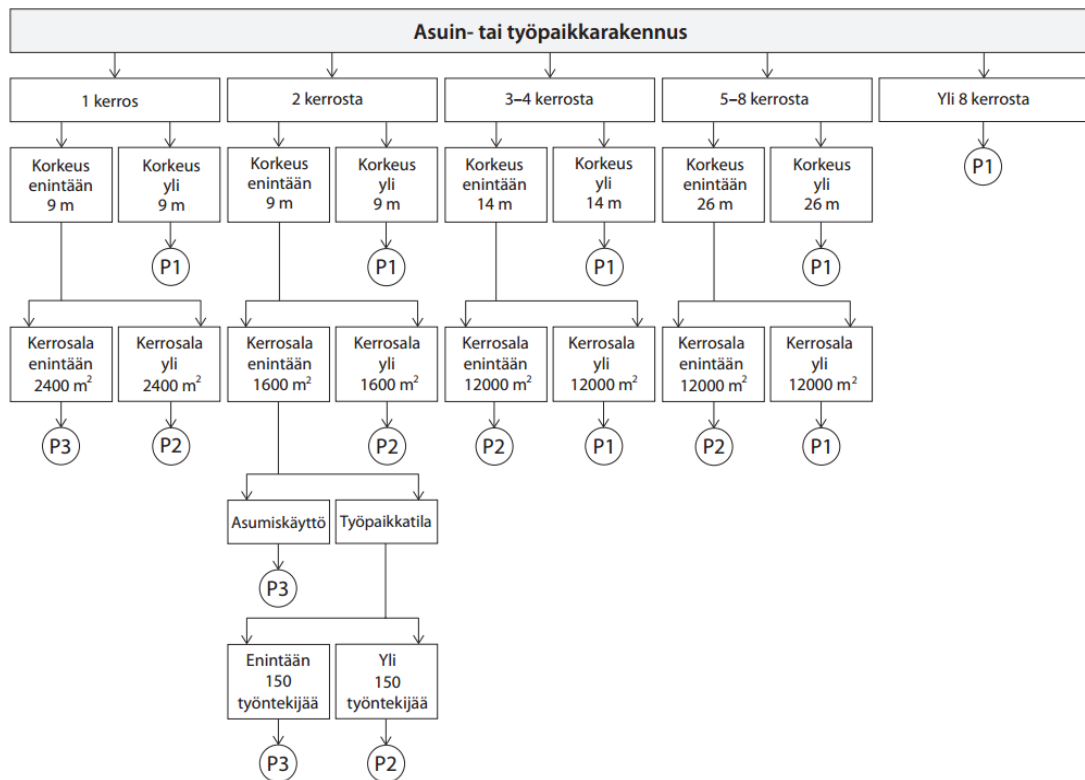 Asuin- tai työpaikkarakennus
1 kerros
2 kerrosta
3–4 kerrosta
5–8 kerrosta
Yli 8 kerrosta
Korkeus
enintään
9 m
Korkeus
yli
9 m
Korkeus
enintään
9 m
Korkeus
yli
9 m
Korkeus
enintään
14 m
Korkeus
yli
14 m
Korkeus
enintään
26 m
Korkeus
yli
26 m
P1
P1
P1
P1
P1
Kerrosala
enintään
2400 m²
Kerrosala
yli
2400 m²
Kerrosala
enintään
1600 m²
Kerrosala
yli
1600 m²
Kerrosala
enintään
12000 m²
Kerrosala
yli
12000 m²
Kerrosala
enintään
12000 m²
Kerrosala
yli
12000 m²
P3
P2
P2
P2
P1
P2
P1
Asumiskäyttö
Työpaikkatila
P3
Enintään
150
työntekijää
Yli
150
työntekijää
P3
P2